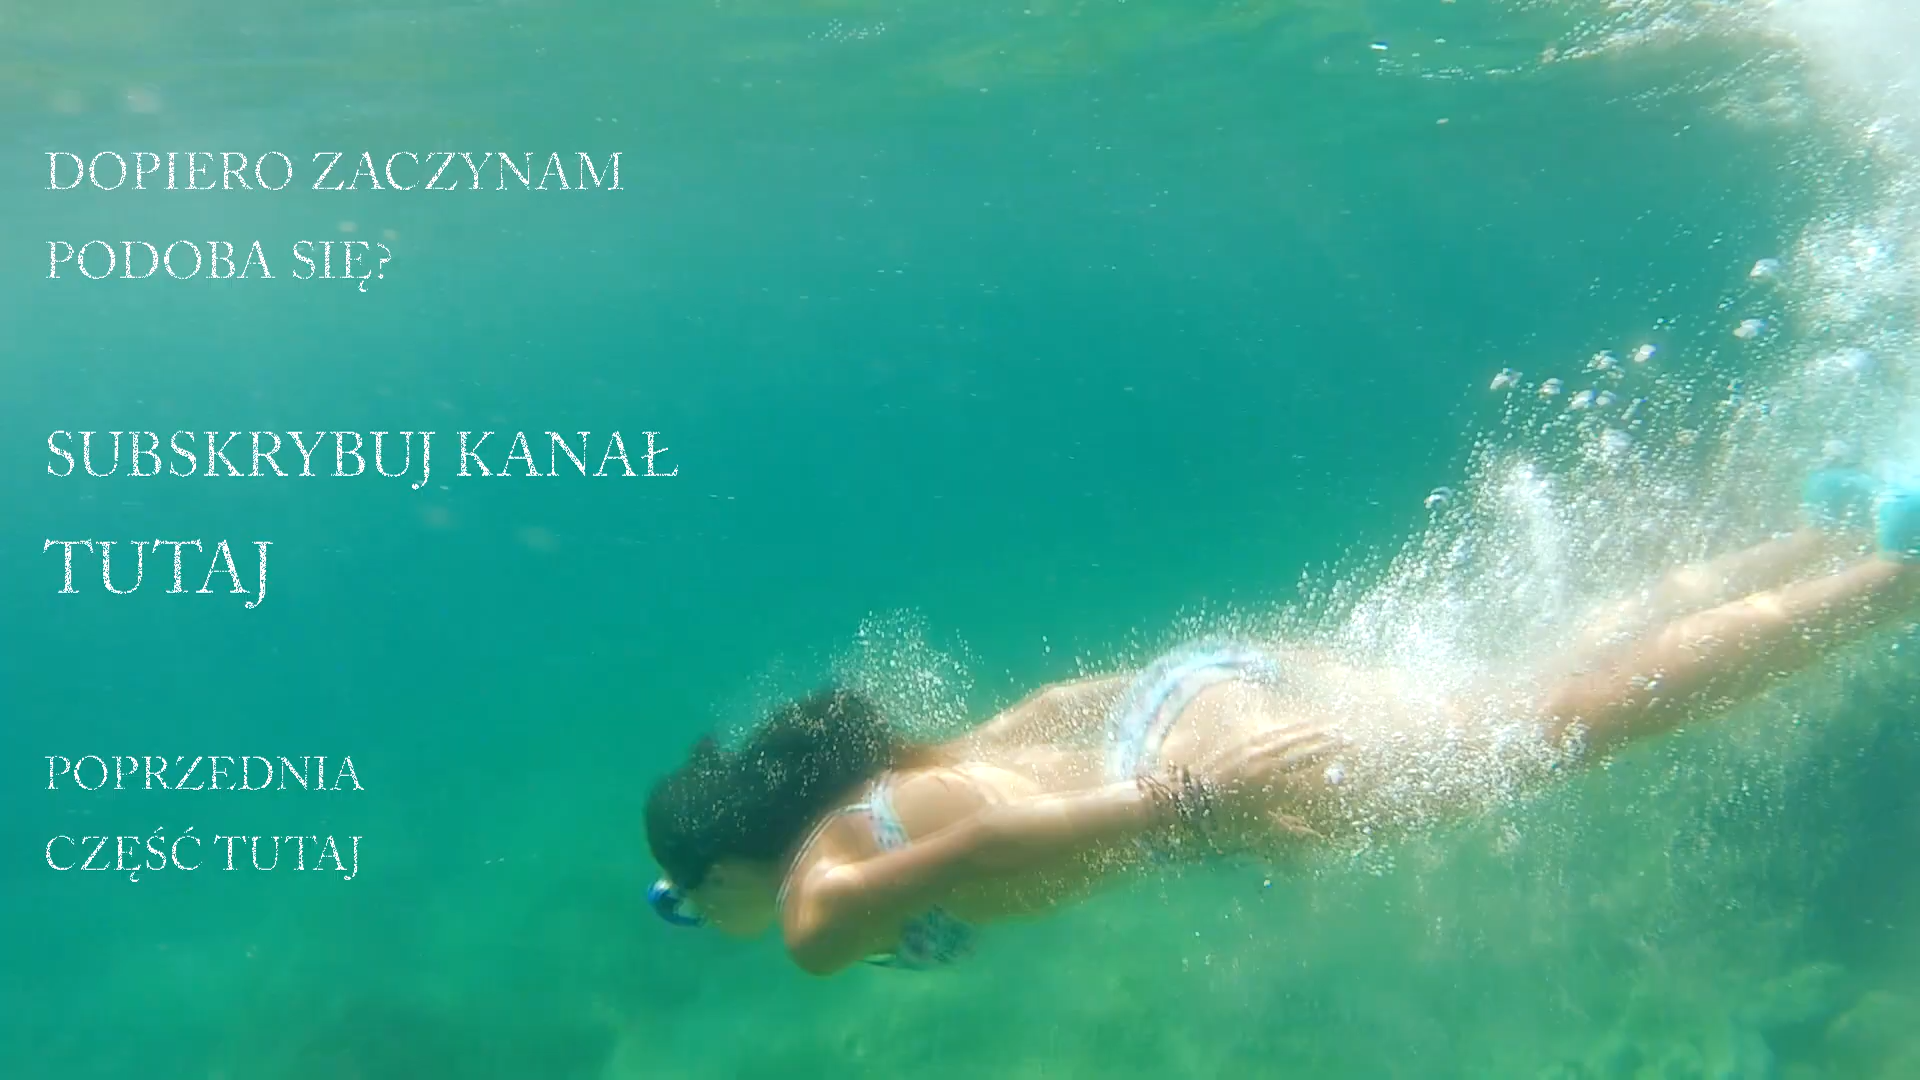 DOPIERO ZACZYNAM
PODOBA SIĘ?
SUBSKRYBUJ KANAŁ
TUTAJ
POPRZEDNIA
CZĘŚĆ TUTAJ